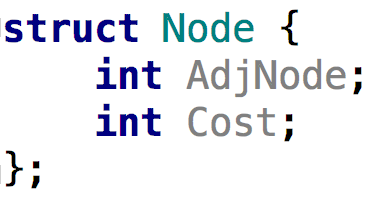 struct Node {
    int AdjNode;
    int Cost;
};